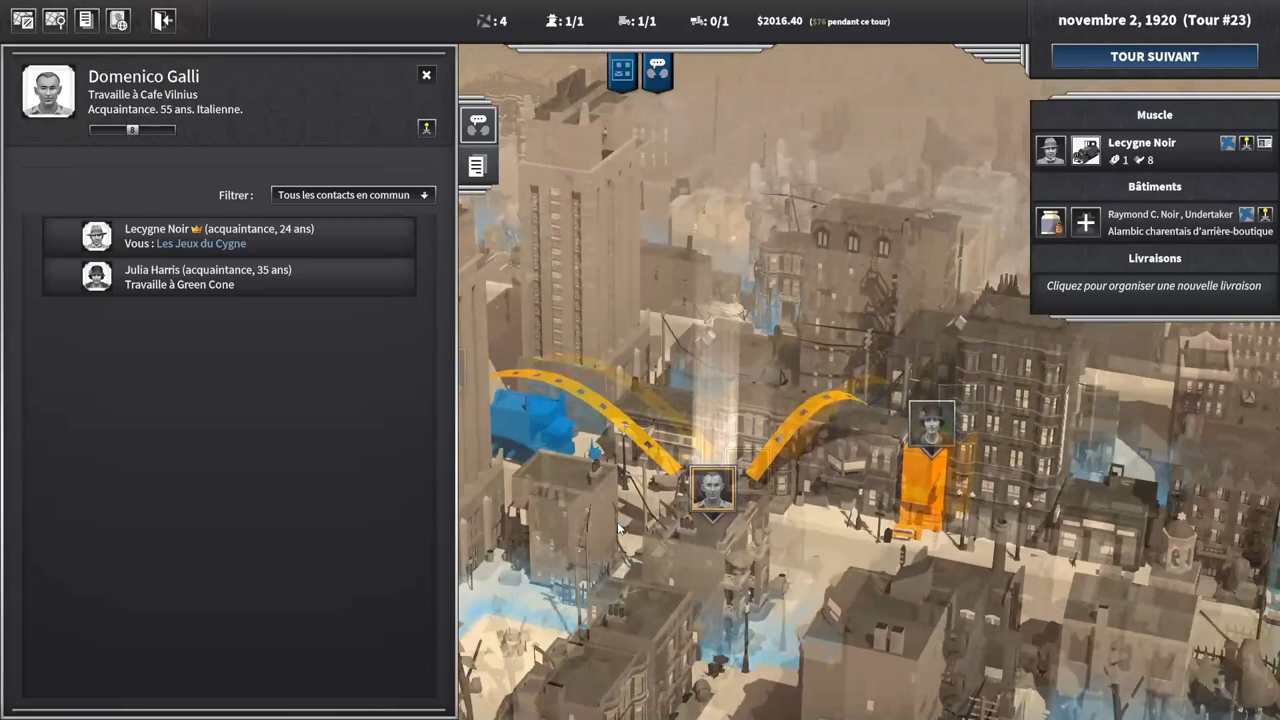 : 4
: 1/1
: 1/1
: 0/1
$2016.40 ($76 pendant ce tour)
novembre 2, 1920 (Tour #23)
TOUR SUIVANT
Domenico Galli
Travaille à Cafe Vilnius
Acquaintance. 55 ans. Italienne.
8
Filtrer :
Tous les contacts en commun
Lecygne Noir (acquaintance, 24 ans)
Vous : Les Jeux du Cygne
Julia Harris (acquaintance, 35 ans)
Travaille à Green Cone
Muscle
Lecygne Noir
1 8
Bâtiments
Raymond C. Noir , Undertaker
Alambic charentais d'arrière-boutique
Livraisons
Cliquez pour organiser une nouvelle livraison